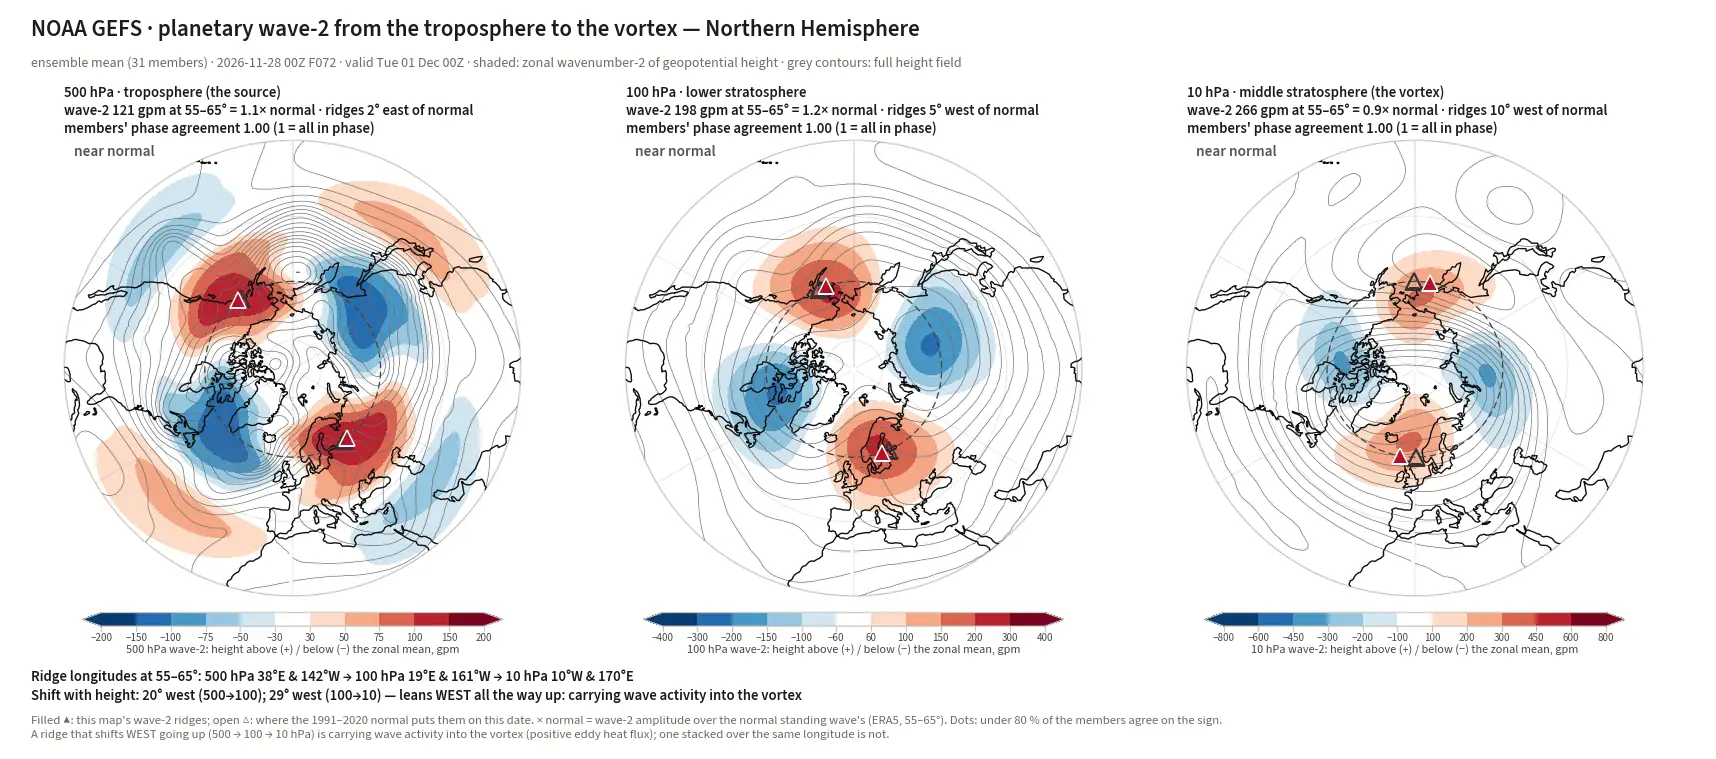 NOAA GEFS · planetary wave-2 from the troposphere to the vortex — Northern Hemisphere
ensemble mean (31 members) · 2026-11-28 00Z F072 · valid Tue 01 Dec 00Z · shaded: zonal wavenumber-2 of geopotential height · grey contours: full height field
500 hPa · troposphere (the source)
wave-2 121 gpm at 55–65° = 1.1× normal · ridges 2° east of normal
members' phase agreement 1.00 (1 = all in phase)
near normal
100 hPa · lower stratosphere
wave-2 198 gpm at 55–65° = 1.2× normal · ridges 5° west of normal
members' phase agreement 1.00 (1 = all in phase)
near normal
10 hPa · middle stratosphere (the vortex)
wave-2 266 gpm at 55–65° = 0.9× normal · ridges 10° west of normal
members' phase agreement 1.00 (1 = all in phase)
near normal
−200 −150 −100 −75 −50 −30 30 50 75 100 150 200
500 hPa wave-2: height above (+) / below (−) the zonal mean, gpm
−400 −300 −200 −150 −100 −60 60 100 150 200 300 400
100 hPa wave-2: height above (+) / below (−) the zonal mean, gpm
−800 −600 −450 −300 −200 −100 100 200 300 450 600 800
10 hPa wave-2: height above (+) / below (−) the zonal mean, gpm
Ridge longitudes at 55–65°: 500 hPa 38°E & 142°W → 100 hPa 19°E & 161°W → 10 hPa 10°W & 170°E
Shift with height: 20° west (500→100); 29° west (100→10) — leans WEST all the way up: carrying wave activity into the vortex
Filled ▲: this map's wave-2 ridges; open △: where the 1991–2020 normal puts them on this date. × normal = wave-2 amplitude over the normal standing wave's (ERA5, 55–65°). Dots: under 80 % of the members agree on the sign.
A ridge that shifts WEST going up (500 → 100 → 10 hPa) is carrying wave activity into the vortex (positive eddy heat flux); one stacked over the same longitude is not.